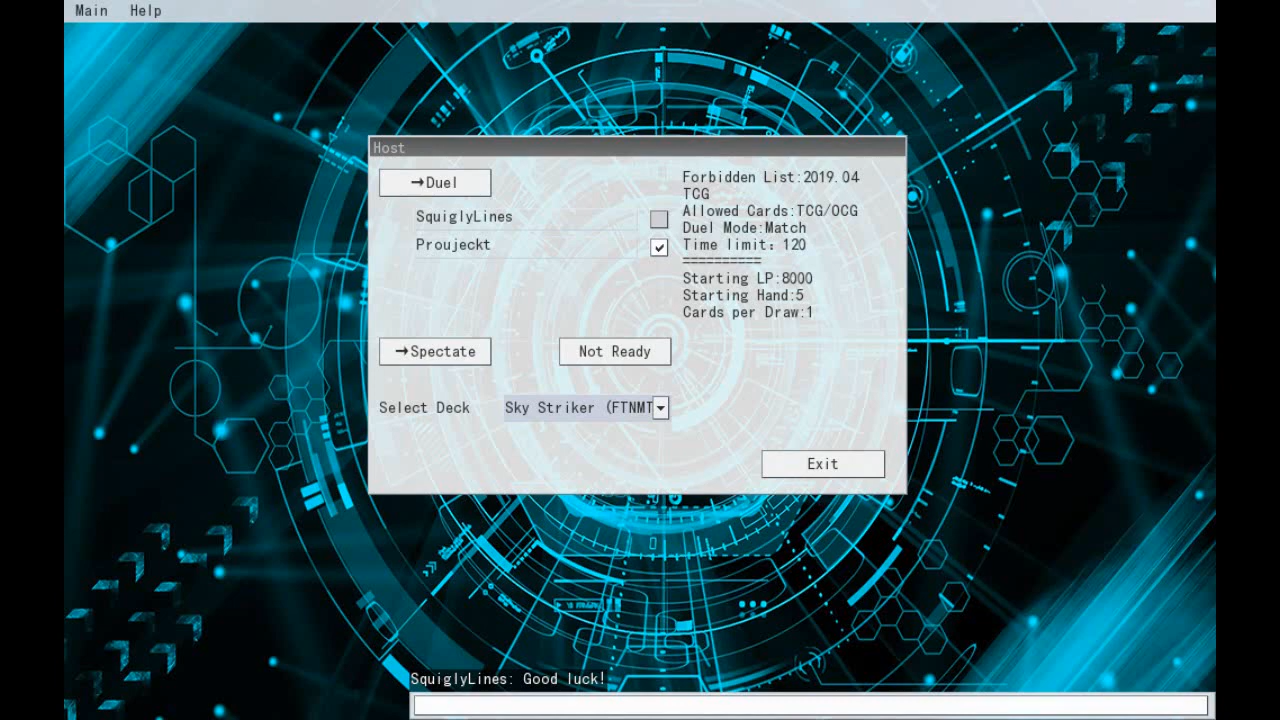 Main Help
Host
→Duel
SquiglyLines
Proujeckt
Forbidden List:2019.04
TCG
Allowed Cards:TCG/OCG
Duel Mode:Match
Time limit: 120
==========
Starting LP:8000
Starting Hand:5
Cards per Draw:1
→Spectate
Not Ready
Select Deck
Sky Striker (FTNMT
Exit
SquiglyLines: Good luck!